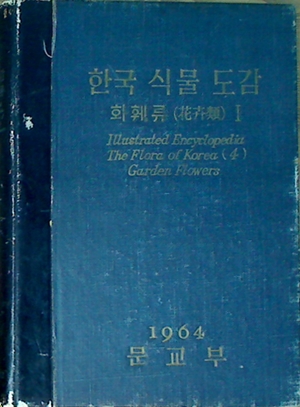 한국 식물 도감
화훼류 (花卉類) I
Illustrated Encyclopedia
The Flora of Korea (4)
Garden Flowers
1964
문교부